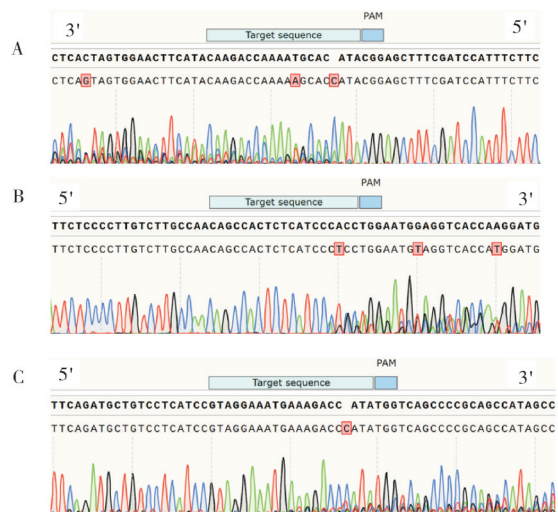 PAM
Target sequence
3' 5'
A
CTCACTAGTGGAACTTCATACAAGACCAAAATGCAC ATACGGAGCTTTCGATCCATTTCTTC
CTCAGTAGTGGAACTTCATACAAGACCAAAAAGCACCATACGGAGCTTTCGATCCATTTCTTC
PAM
5' 3'
B
Target sequence
TTCTCCCCTTGTCTTGCCAACAGCCACTCTCATCCCACCTGGAATGGAGGTCACCAAGGATG
TTCTCCCCTTGTCTTGCCAACAGCCACTCTCATCCCTCCTGGAATGTAGGTCACCATGGATG
PAM
C
5' 3'
Target sequence
TTCAGATGCTGTCCTCATCCGTAGGAAATGAAAGACC ATATGGTCAGCCCCGCAGCCATAGCC
TTCAGATGCTGTCCTCATCCGTAGGAAATGAAAGACCCATATGGTCAGCCCCGCAGCCATAGCC